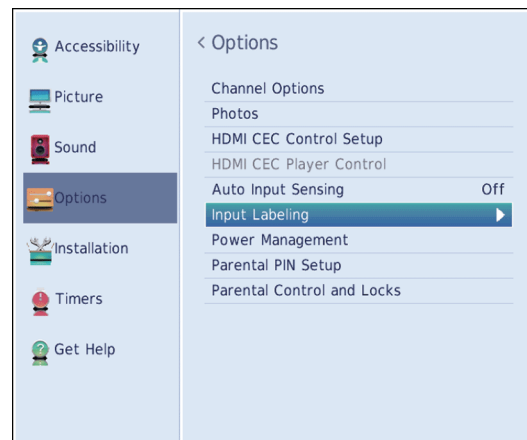 Accessibility
Picture
Sound
Options
Installation
Timers
Get Help
< Options
Channel Options
Photos
HDMI CEC Control Setup
HDMI CEC Player Control
Auto Input Sensing Off
Input Labeling
Power Management
Parental PIN Setup
Parental Control and Locks